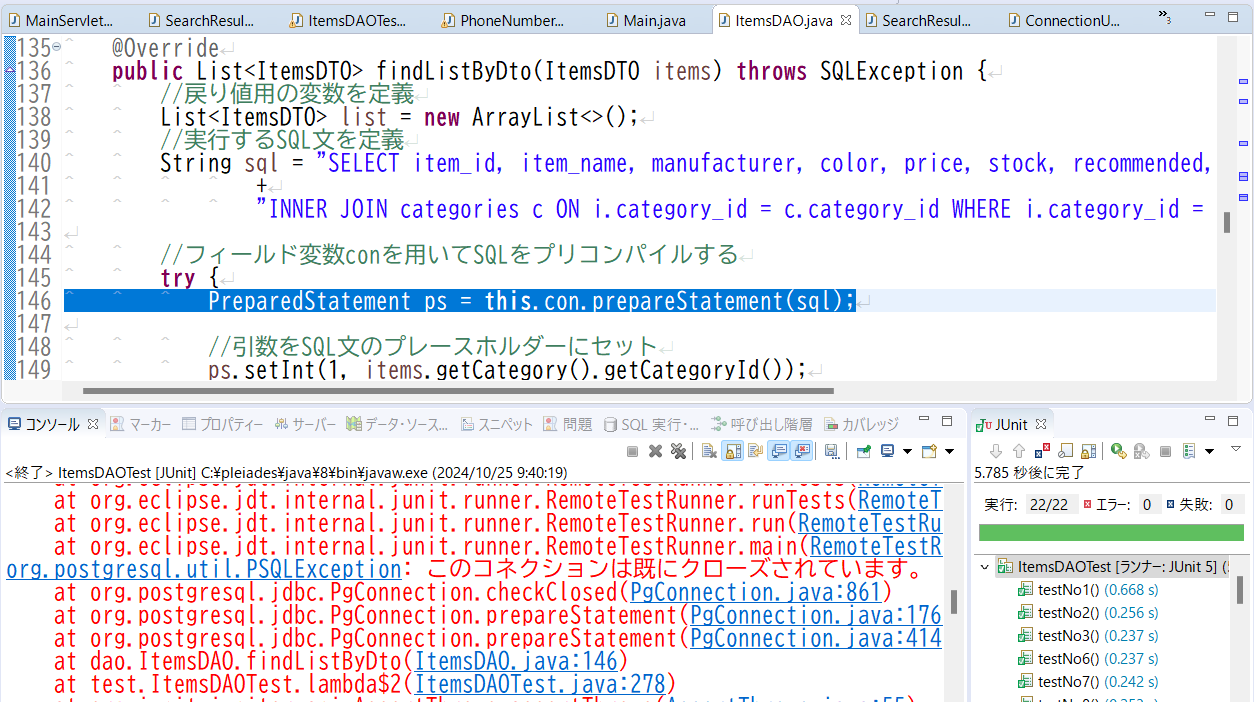 MainServlet...
SearchResul...
ItemsDAOTes...
PhoneNumber...
Main.java
ItemsDAO.java
SearchResul...
ConnectionU...
»3
135 @Override
136 public List<ItemsDTO> findListByDto(ItemsDTO items) throws SQLException {
137 //戻り値用の変数を定義
138 List<ItemsDTO> list = new ArrayList<>();
139 //実行するSQL文を定義
140 String sql = "SELECT item_id, item_name, manufacturer, color, price, stock, recommended,
141 +
142 "INNER JOIN categories c ON i.category_id = c.category_id WHERE i.category_id =
143
144 //フィールド変数conを用いてSQLをプリコンパイルする
145 try {
146 PreparedStatement ps = this.con.prepareStatement(sql);
147
148 //引数をSQL文のプレースホルダーにセット
149 ps.setInt(1, items.getCategory().getCategoryId());
コンソール マーカー プロパティー サーバー データ・ソース... スニペット 問題 SQL 実行・... 呼び出し階層 カバレッジ
<終了> ItemsDAOTest [JUnit] C:¥pleiades¥java¥8¥bin¥javaw.exe (2024/10/25 9:40:19)
at org.eclipse.jdt.internal.junit.runner.RemoteTestRunner.runTests(RemoteT
at org.eclipse.jdt.internal.junit.runner.RemoteTestRunner.run(RemoteTestRu
at org.eclipse.jdt.internal.junit.runner.RemoteTestRunner.main(RemoteTestR
org.postgresql.util.PSQLException: このコネクションは既にクローズされています。
at org.postgresql.jdbc.PgConnection.checkClosed(PgConnection.java:861)
at org.postgresql.jdbc.PgConnection.prepareStatement(PgConnection.java:176
at org.postgresql.jdbc.PgConnection.prepareStatement(PgConnection.java:414
at dao.ItemsDAO.findListByDto(ItemsDAO.java:146)
at test.ItemsDAOTest.lambda$2(ItemsDAOTest.java:278)
JUnit
5.785 秒後に完了
実行: 22/22 エラー: 0 失敗: 0
ItemsDAOTest [ランナー: JUnit 5] (
testNo1() (0.668 s)
testNo2() (0.256 s)
testNo3() (0.237 s)
testNo6() (0.237 s)
testNo7() (0.242 s)